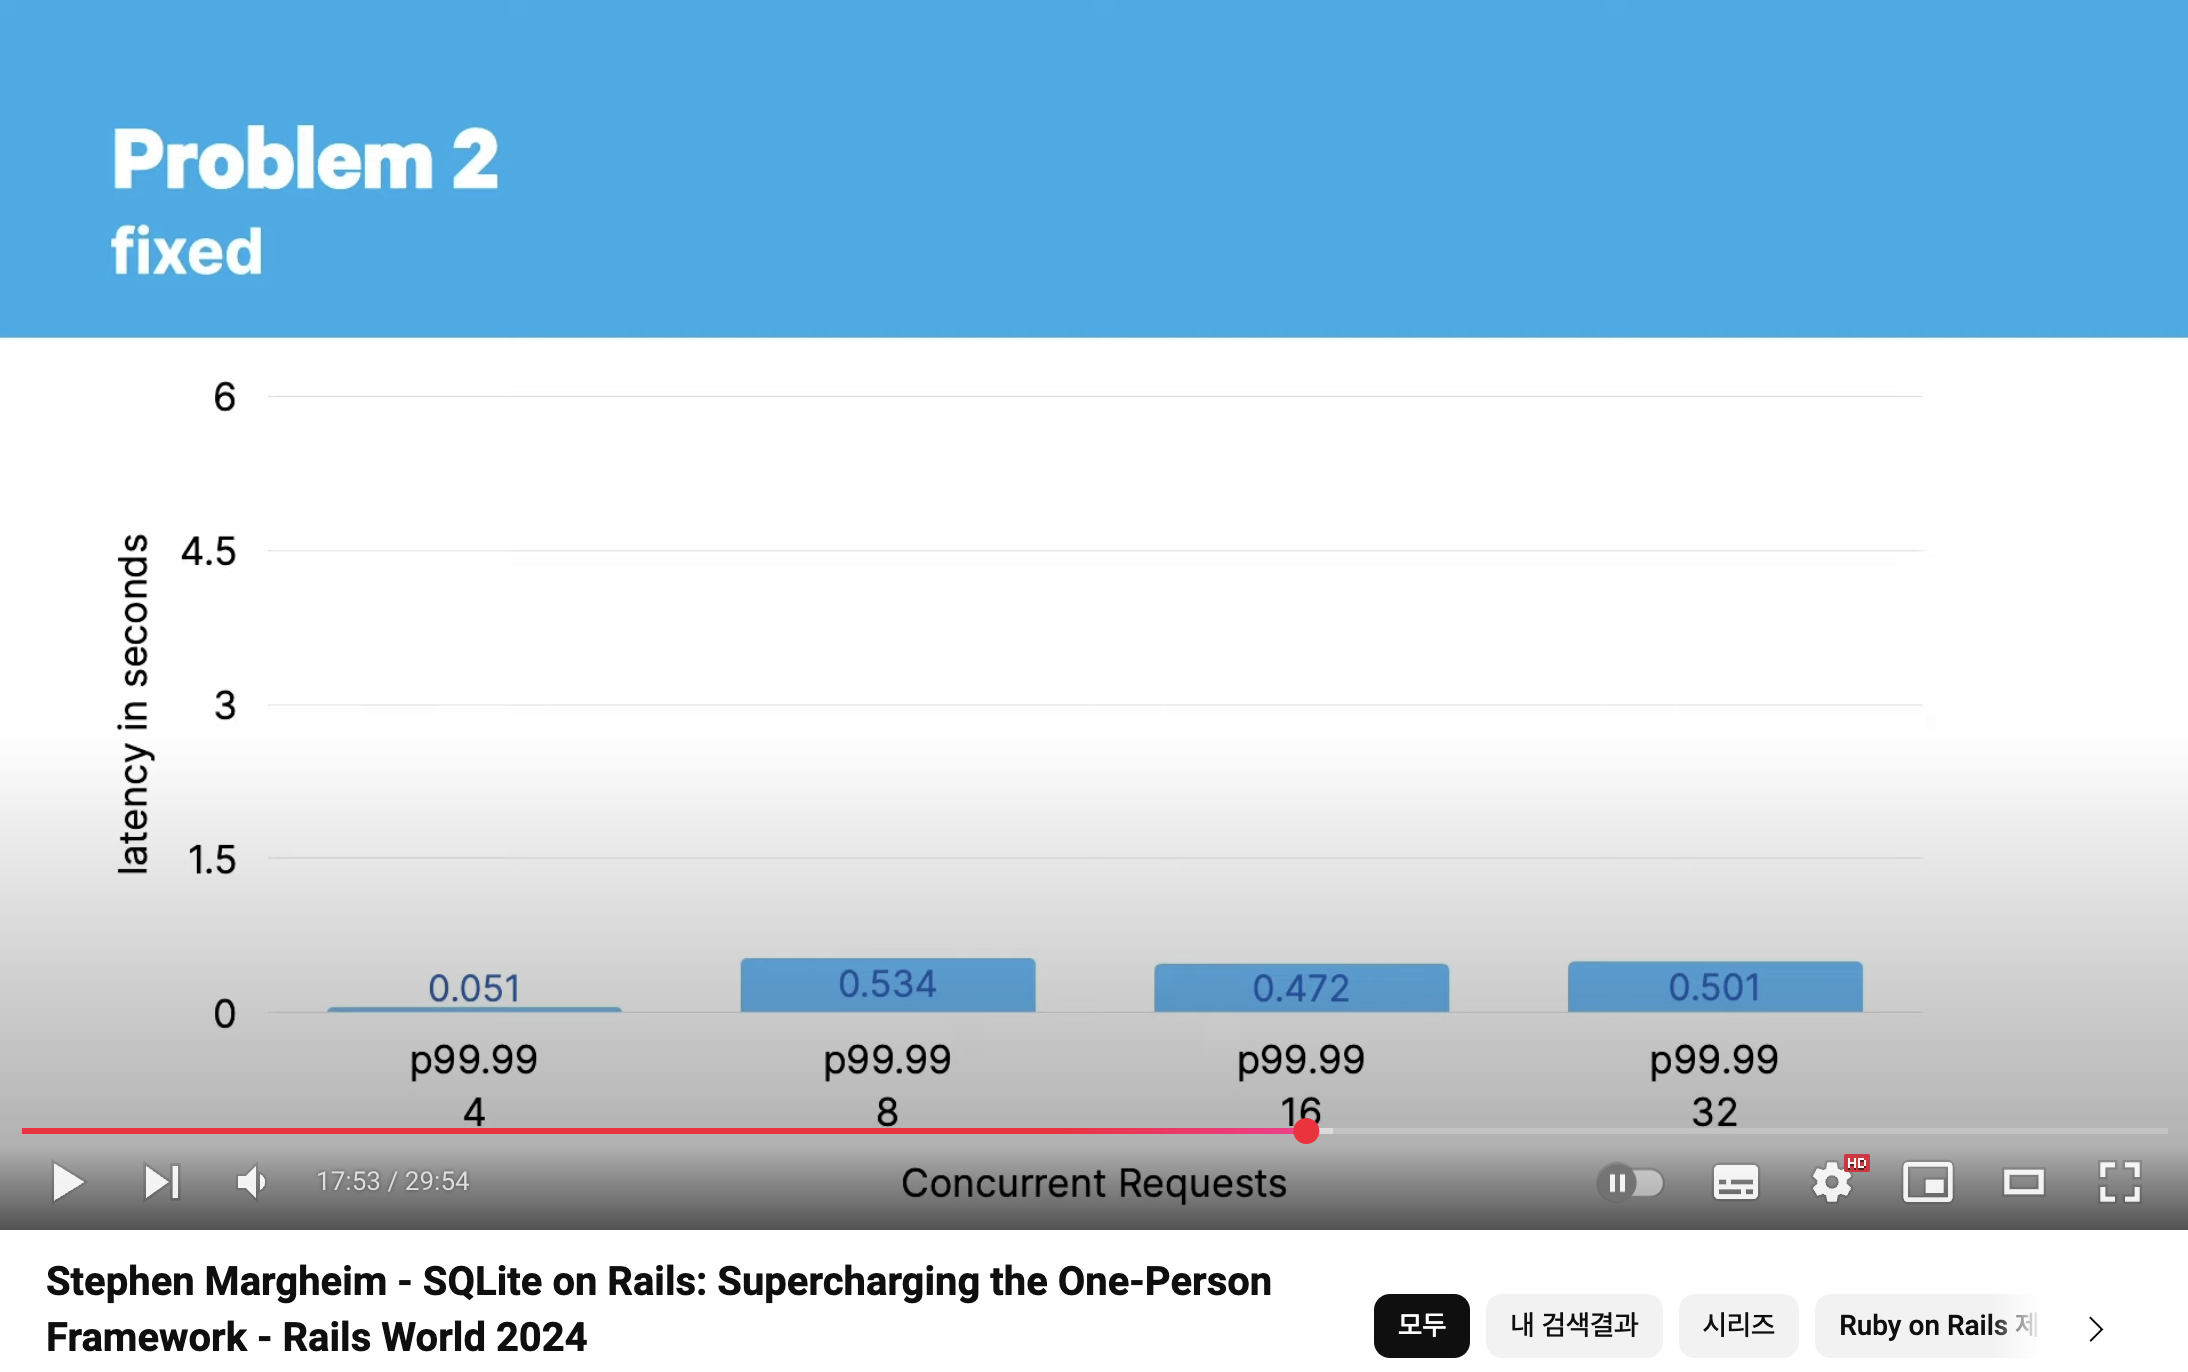 Problem 2
fixed
6
4.5
3
1.5
0
latency in seconds
0.051
0.534
0.472
0.501
p99.99
p99.99
p99.99
p99.99
4
8
16
32
Concurrent Requests
17:53 / 29:54
HD
Stephen Margheim - SQLite on Rails: Supercharging the One-Person
Framework - Rails World 2024
모두
내 검색결과
시리즈
Ruby on Rails 제